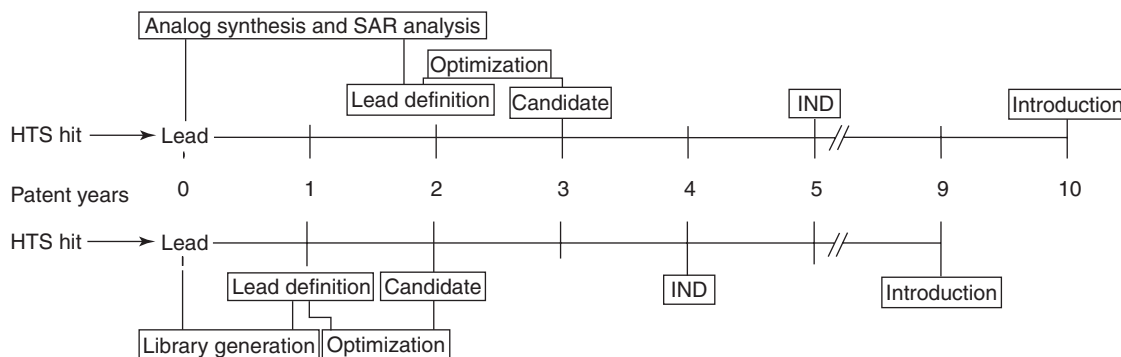 Analog synthesis and SAR analysis
Optimization
Lead definition
Candidate
IND
Introduction
HTS hit
Lead
Patent years
0
1
2
3
4
5
9
10
HTS hit
Lead
Lead definition
Candidate
IND
Introduction
Library generation
Optimization